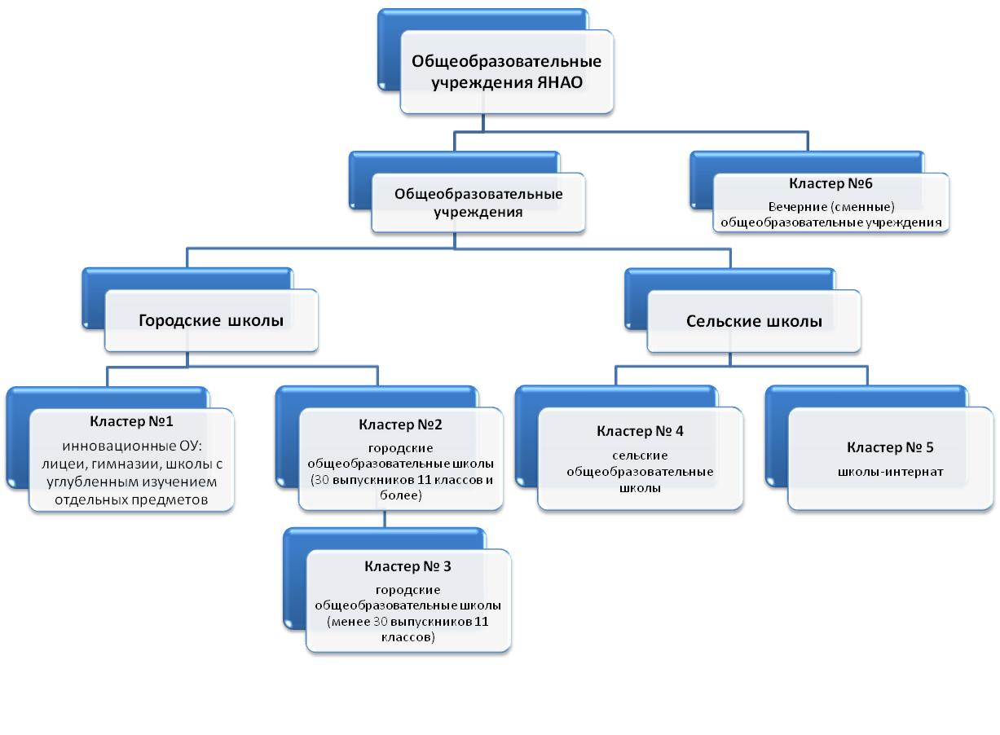 Общеобразовательные
учреждения ЯНАО
Общеобразовательные
учреждения
Кластер №6
Вечерние (сменные)
общеобразовательные учреждения
Городские школы
Сельские школы
Кластер №1
инновационные ОУ:
лицеи, гимназии, школы с
углубленным изучением
отдельных предметов
Кластер №2
городские
общеобразовательные школы
(30 выпускников 11 классов и
более)
Кластер № 4
сельские
общеобразовательные
школы
Кластер № 5
школы-интернат
Кластер № 3
городские
общеобразовательные школы
(менее 30 выпускников 11
классов)